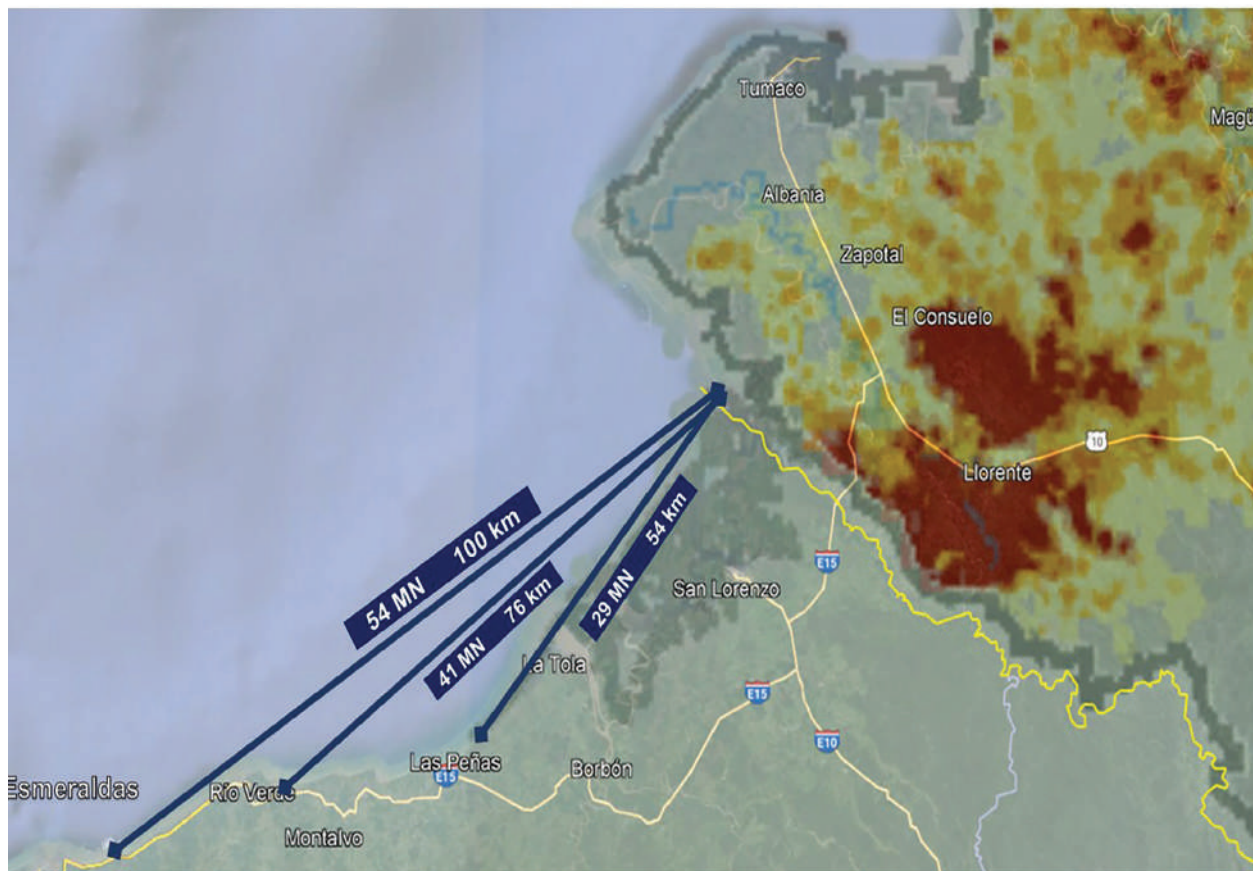 Tumaco
Magü
Albania
Zapotal
El Consuelo
10
Llorente
54 MN 100 km
41 MN 76 km
29 MN 54 km
E15
San Lorenzo
La Tola
E15
E10
Las Peñas
E15
Borbón
Esmeraldas
Rio Verde
Montalvo